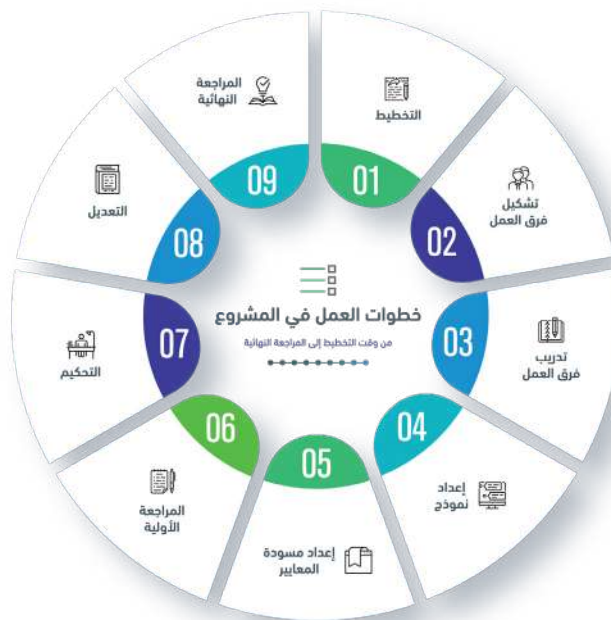 خطوات العمل في المشروع
من وقت التخطيط إلى المراجعة النهائية
01
التخطيط
02
تشكيل
فرق العمل
03
تدريب
فرق العمل
04
إعداد
نموذج
05
إعداد مسودة
المعايير
06
المراجعة
الأولية
07
التحكيم
08
التعديل
09
المراجعة
النهائية